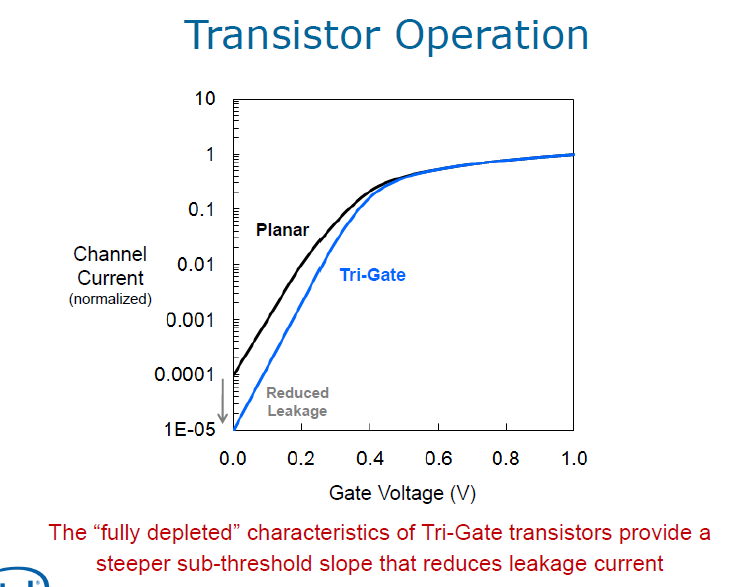 Transistor Operation
10
1
0.1
0.01
0.001
0.0001
1E-05
Channel
Current
(normalized)
Planar
Tri-Gate
Reduced
Leakage
0.0 0.2 0.4 0.6 0.8 1.0
Gate Voltage (V)
The “fully depleted” characteristics of Tri-Gate transistors provide a
steeper sub-threshold slope that reduces leakage current